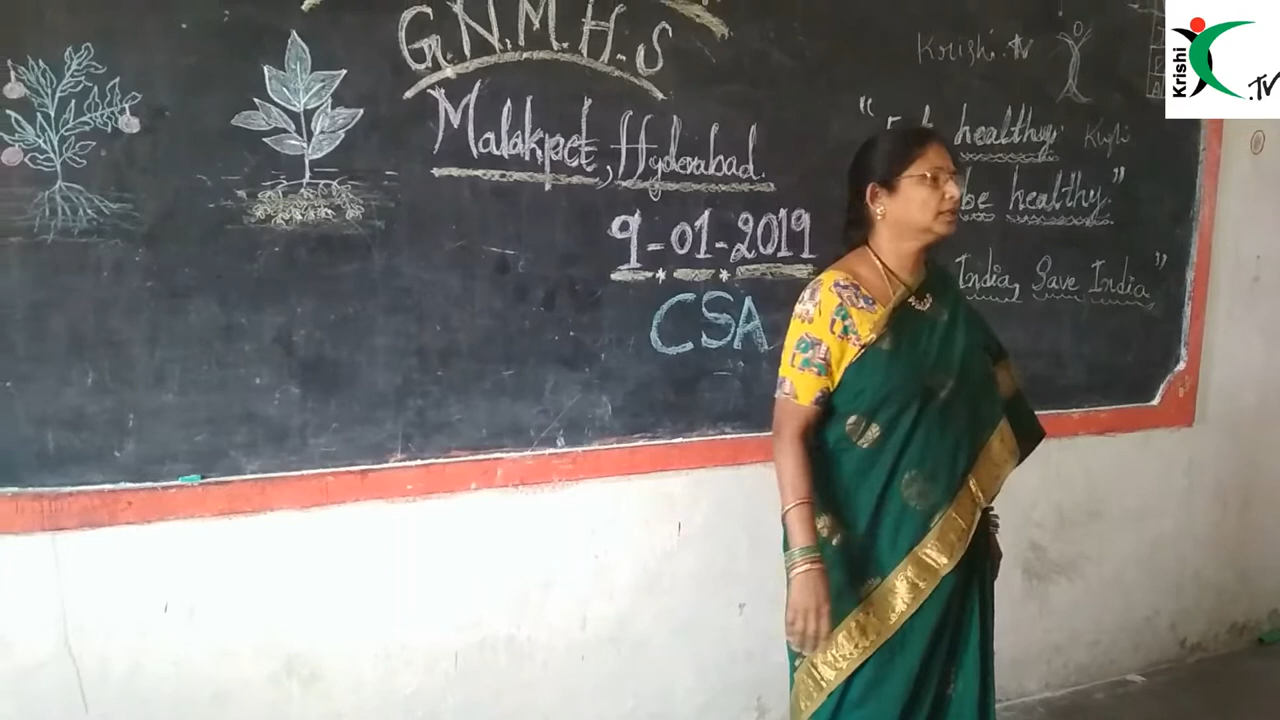 G.N.M.H.S
Malakpet, Hyderabad.
9-01-2019
CSA
Krishi.tv
healthy
be healthy."
India, Save India"
Krishi
.TV